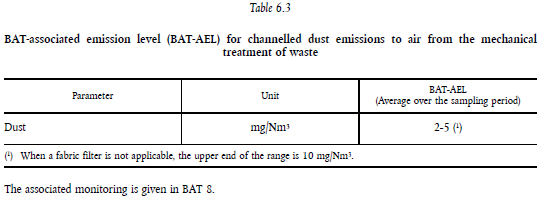 Table 6.3
BAT-associated emission level (BAT-AEL) for channelled dust emissions to air from the mechanical
treatment of waste
Parameter Unit BAT-AEL
(Average over the sampling period)
Dust mg/Nm³ 2-5 (¹)
(¹) When a fabric filter is not applicable, the upper end of the range is 10 mg/Nm³.
The associated monitoring is given in BAT 8.